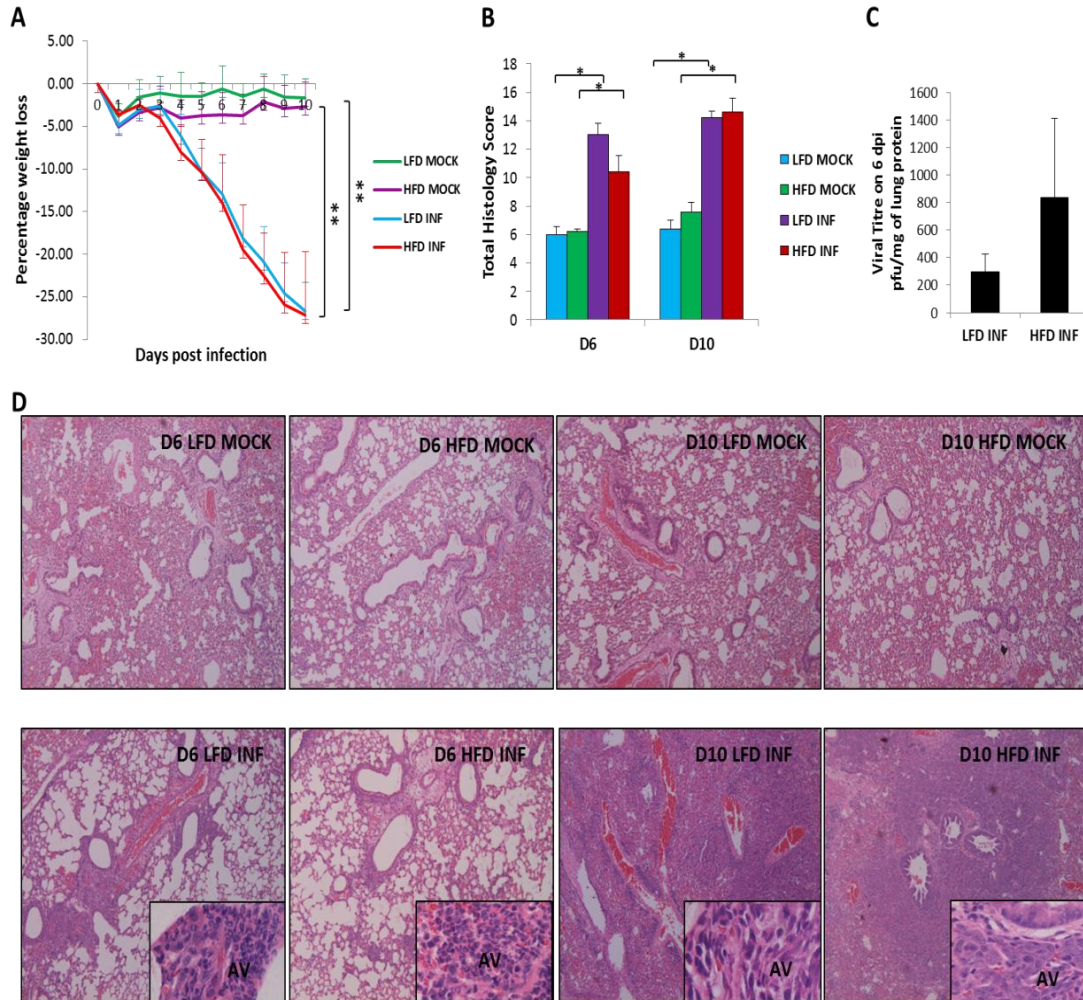 A
5.00
0.00
-5.00
-10.00
-15.00
-20.00
-25.00
-30.00
Percentage weight loss
0 1 2 3 4 5 6 7 8 9 10
Days post infection
LFD MOCK
HFD MOCK
LFD INF
HFD INF
**
**
B
18
16
14
12
10
8
6
4
2
0
Total Histology Score
*
*
*
*
D6 D10
LFD MOCK
HFD MOCK
LFD INF
HFD INF
C
1600
1400
1200
1000
800
600
400
200
0
Viral Titre on 6 dpi
pfu/mg of lung protein
LFD INF HFD INF
D
D6 LFD MOCK
D6 HFD MOCK
D10 LFD MOCK
D10 HFD MOCK
D6 LFD INF
AV
D6 HFD INF
AV
D10 LFD INF
AV
D10 HFD INF
AV